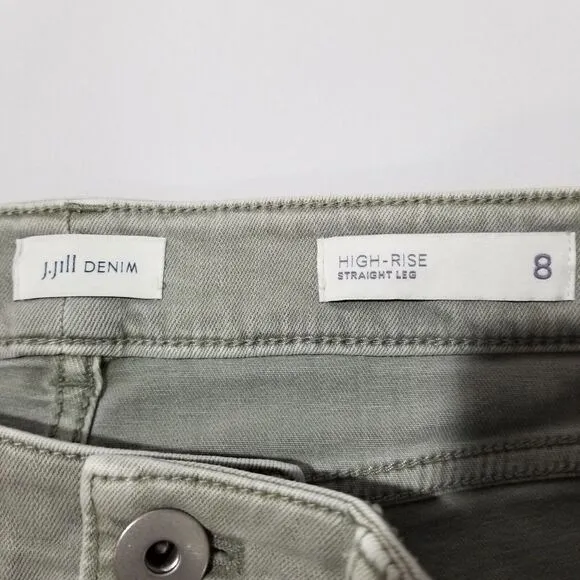 J.Jill DENIM
HIGH-RISE
STRAIGHT LEG
8